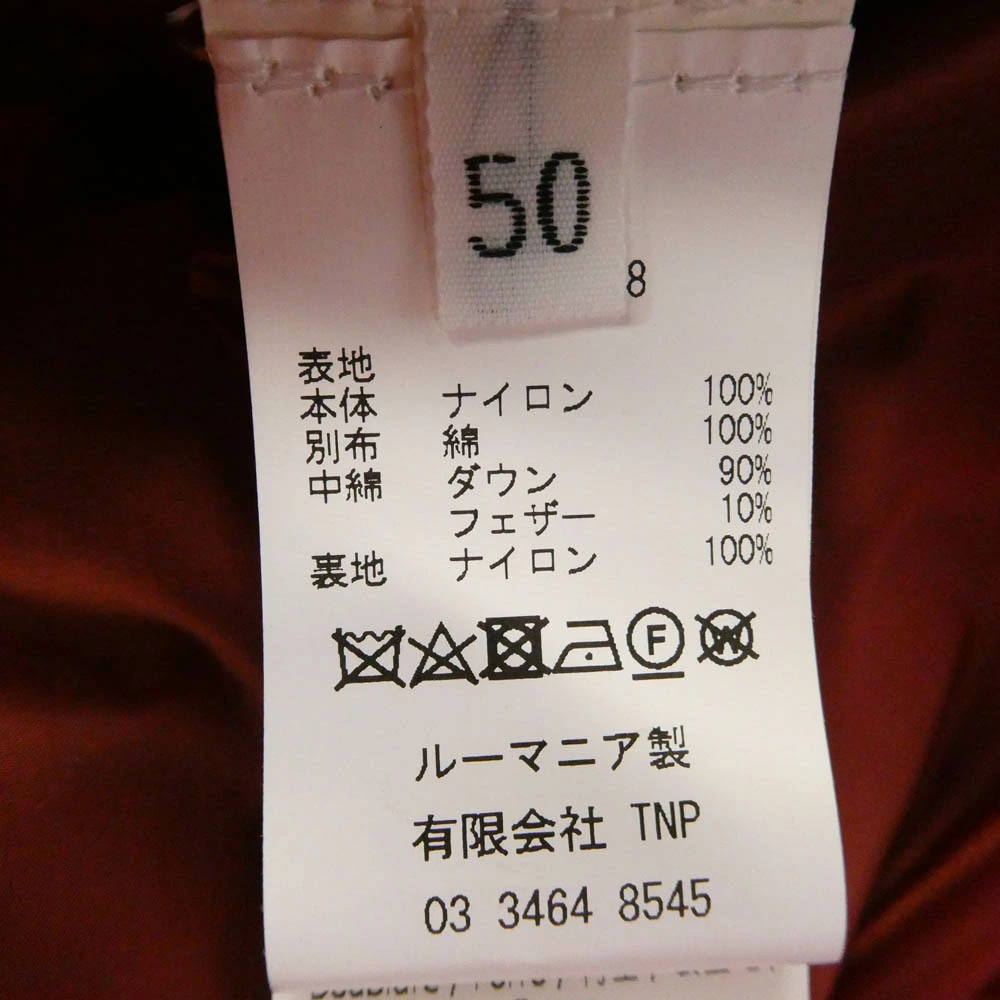 50
8
表地
本体 ナイロン 100%
別布 綿 100%
中綿 ダウン 90%
フェザー 10%
裏地 ナイロン 100%
F W
ルーマニア製
有限会社 TNP
03 3464 8545